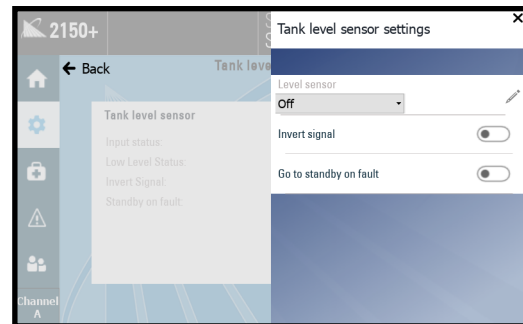 2150+
Back
Tank leve
Tank level sensor
Input status:
Low Level Status:
Invert Signal:
Standby on fault:
Channel
A
Tank level sensor settings
Level sensor
Off
Invert signal
Go to standby on fault